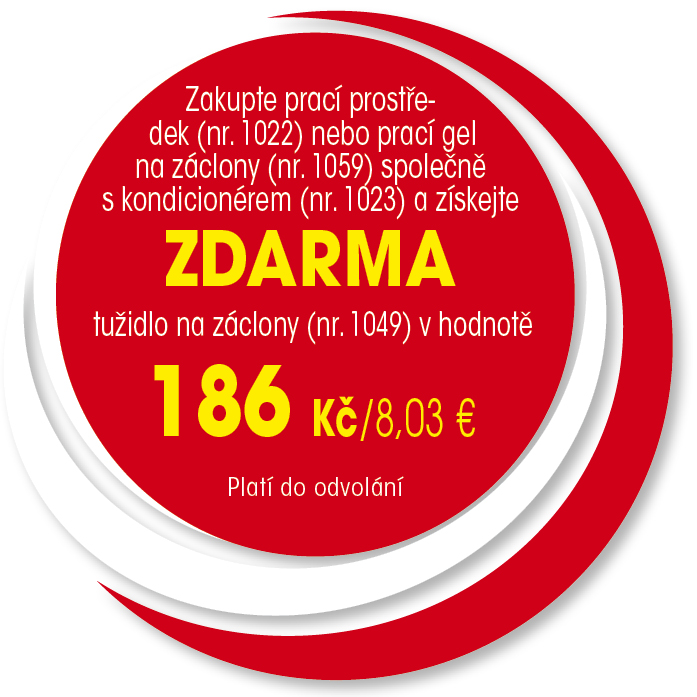 Zakupte prací prostře-
dek (nr. 1022) nebo prací gel
na záclony (nr. 1059) společně
s kondicionérem (nr. 1023) a získejte
ZDARMA
tužidlo na záclony (nr. 1049) v hodnotě
186 Kč/8,03 €
Platí do odvolání